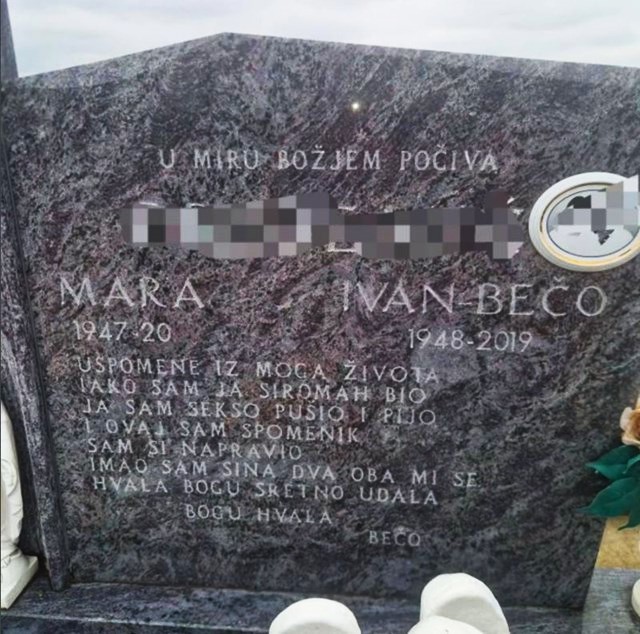 U MIRU BOŽJEM POČIVA
MARA
IVAN-BEČO
1947-20
1948-2019
USPOMENE IZ MOGA ŽIVOTA
IAKO SAM JA SIROMAH BIO
JA SAM SEKSO PUŠIO I PIJO
I OVAJ SAM SPOMENIK
SAM SI NAPRAVIO
IMAO SAM SINA DVA OBA MI SE
HVALA BOGU SRETNO UDALA
BOGU HVALA
BEČO